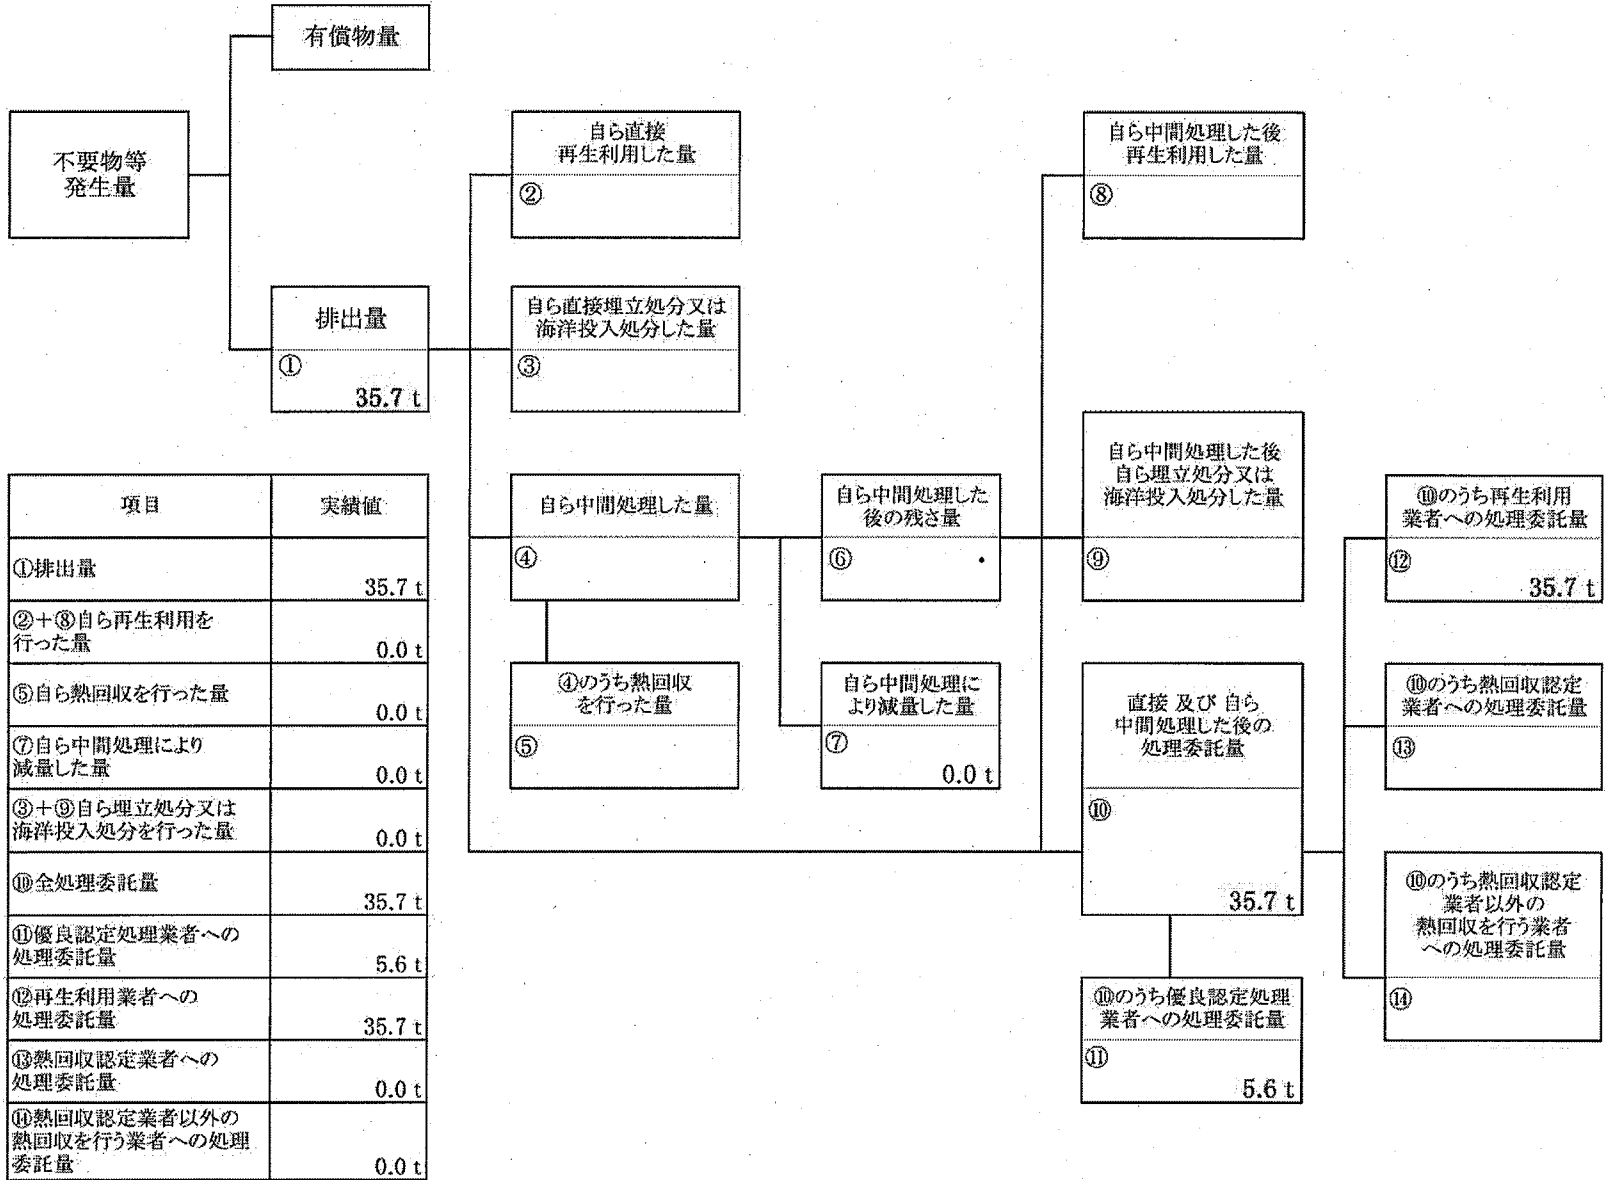 有償物量
不要物等
発生量
排出量
①
35.7 t
自ら直接
再生利用した量
②
自ら直接埋立処分又は
海洋投入処分した量
③
自ら中間処理した量
④
④のうち熱回収
を行った量
⑤
自ら中間処理した
後の残さ量
⑥
自ら中間処理に
より減量した量
⑦
0.0 t
自ら中間処理した後
再生利用した量
⑧
自ら中間処理した後
自ら埋立処分又は
海洋投入処分した量
⑨
直接 及び 自ら
中間処理した後の
処理委託量
⑩
35.7 t
⑩のうち優良認定処理
業者への処理委託量
⑪
5.6 t
⑩のうち再生利用
業者への処理委託量
⑫
35.7 t
⑩のうち熱回収認定
業者への処理委託量
⑬
⑩のうち熱回収認定
業者以外の
熱回収を行う業者
への処理委託量
⑭
項目 実績値
①排出量
35.7 t
②+⑧自ら再生利用を
行った量
0.0 t
⑤自ら熱回収を行った量
0.0 t
⑦自ら中間処理により
減量した量
0.0 t
③+⑨自ら埋立処分又は
海洋投入処分を行った量
0.0 t
⑩全処理委託量
35.7 t
⑪優良認定処理業者への
処理委託量
5.6 t
⑫再生利用業者への
処理委託量
35.7 t
⑬熱回収認定業者への
処理委託量
0.0 t
⑭熱回収認定業者以外の
熱回収を行う業者への処理
委託量
0.0 t